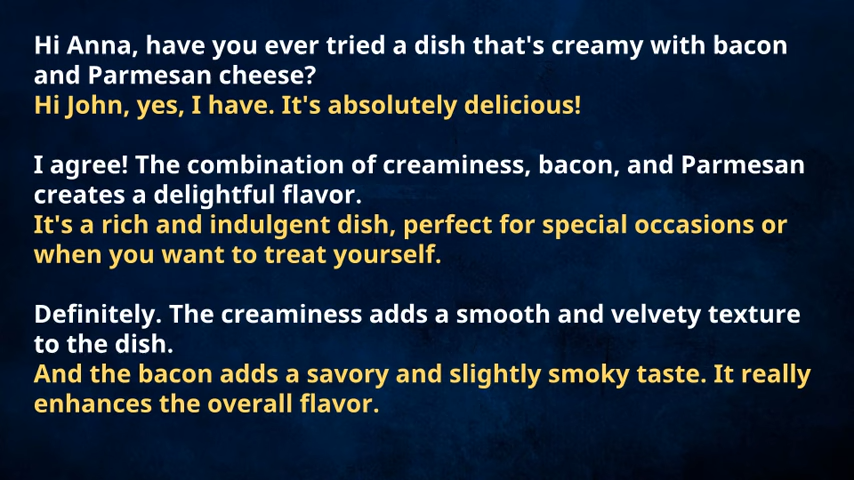 Hi Anna, have you ever tried a dish that's creamy with bacon
and Parmesan cheese?
Hi John, yes, I have. It's absolutely delicious!
I agree! The combination of creaminess, bacon, and Parmesan
creates a delightful flavor.
It's a rich and indulgent dish, perfect for special occasions or
when you want to treat yourself.
Definitely. The creaminess adds a smooth and velvety texture
to the dish.
And the bacon adds a savory and slightly smoky taste. It really
enhances the overall flavor.